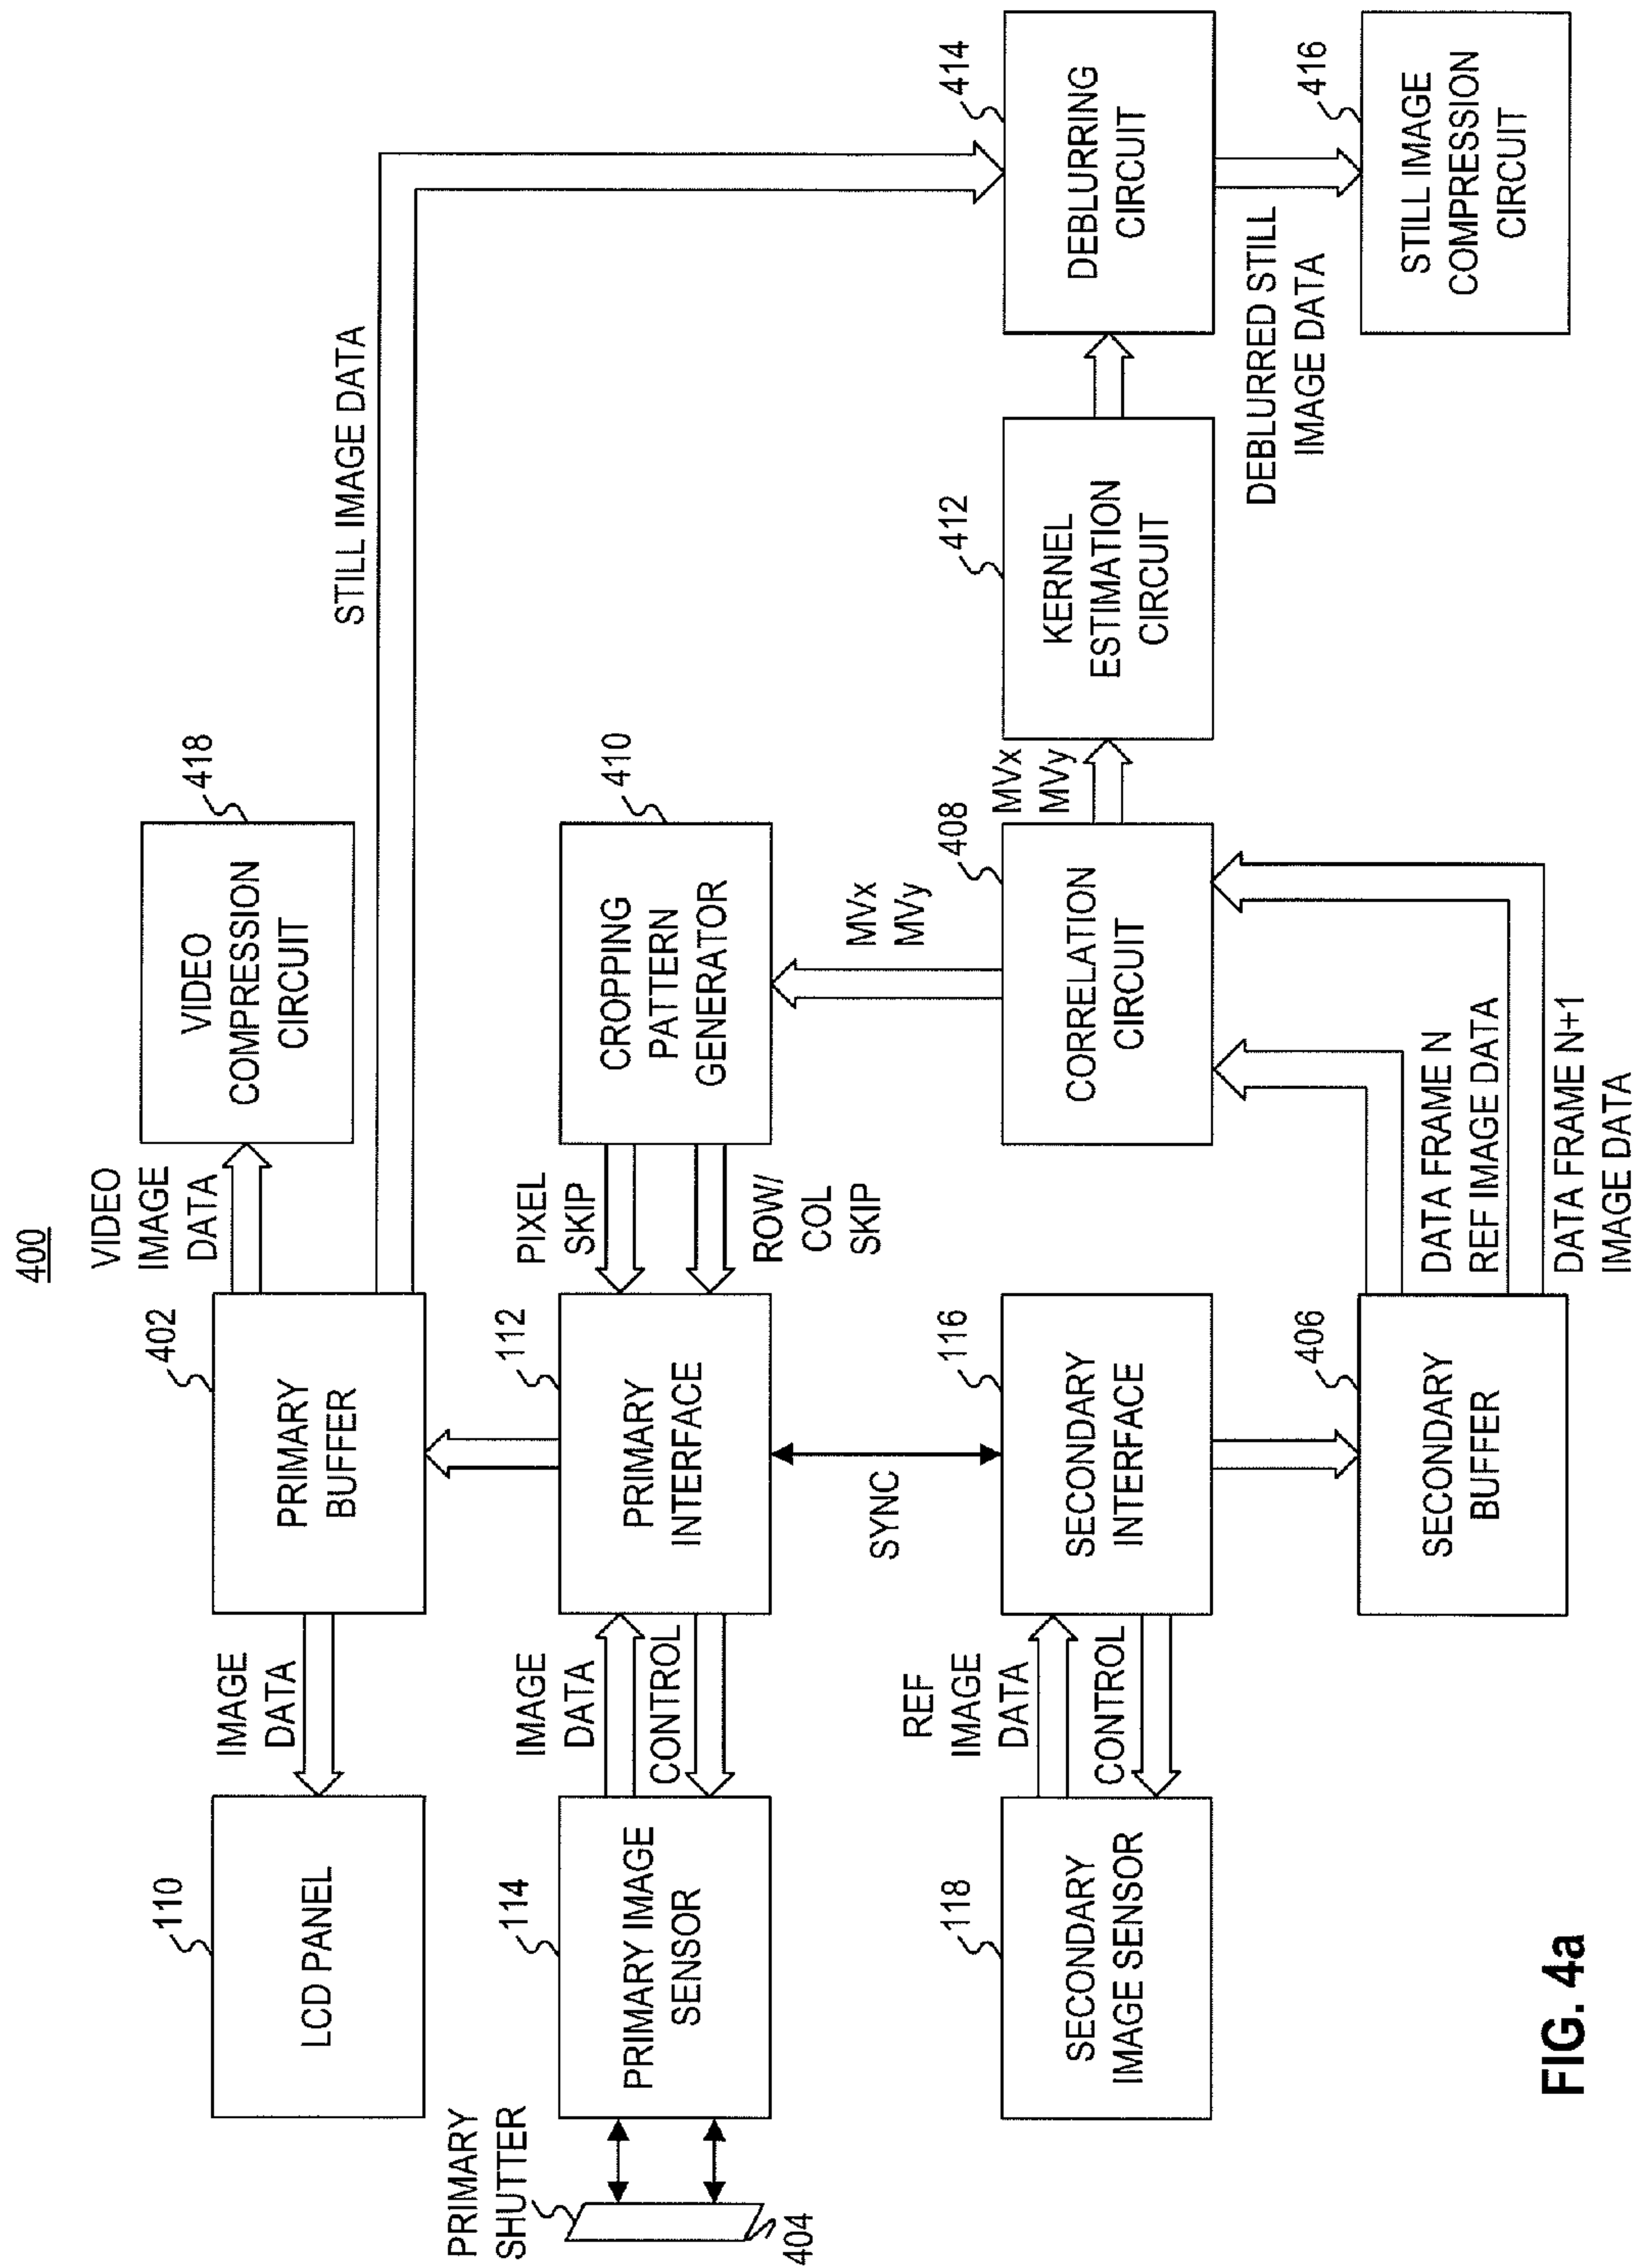 400
110
LCD PANEL
IMAGE
DATA
402
PRIMARY
BUFFER
VIDEO
IMAGE
DATA
418
VIDEO
COMPRESSION
CIRCUIT
STILL IMAGE DATA
PRIMARY
SHUTTER
404
114
PRIMARY IMAGE
SENSOR
IMAGE
DATA
CONTROL
112
PRIMARY
INTERFACE
PIXEL
SKIP
ROW/
COL
SKIP
410
CROPPING
PATTERN
GENERATOR
SYNC
MVx
MVy
118
SECONDARY
IMAGE SENSOR
REF
IMAGE
DATA
CONTROL
116
SECONDARY
INTERFACE
408
CORRELATION
CIRCUIT
MVx
MVy
412
KERNEL
ESTIMATION
CIRCUIT
414
DEBLURRING
CIRCUIT
406
SECONDARY
BUFFER
DATA FRAME N
REF IMAGE DATA
DATA FRAME N+1
IMAGE DATA
DEBLURRED STILL
IMAGE DATA
416
STILL IMAGE
COMPRESSION
CIRCUIT
FIG. 4a